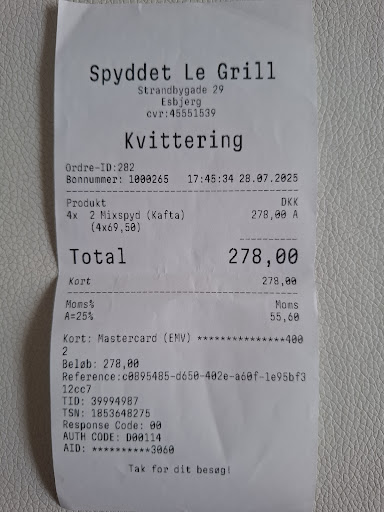 Spyddet Le Grill
Strandbygade 29
Esbjerg
cvr:45551539
Kvittering
Ordre-ID:282
Bonnummer: 1000265 17:45:34 28.07.2025
Produkt DKK
4x 2 Mixspyd (Kafta) 278,00 A
(4x69,50)
Total 278,00
Kort 278,00
Moms% Moms
A=25% 55,60
Kort: Mastercard (EMV) ***************400
2
Beløb: 278,00
Reference:c0895485-d650-402e-a60f-1e95bf3
12cc7
TID: 39994987
TSN: 1853648275
Response Code: 00
AUTH CODE: D00114
AID: **********3060
Tak for dit besøg!